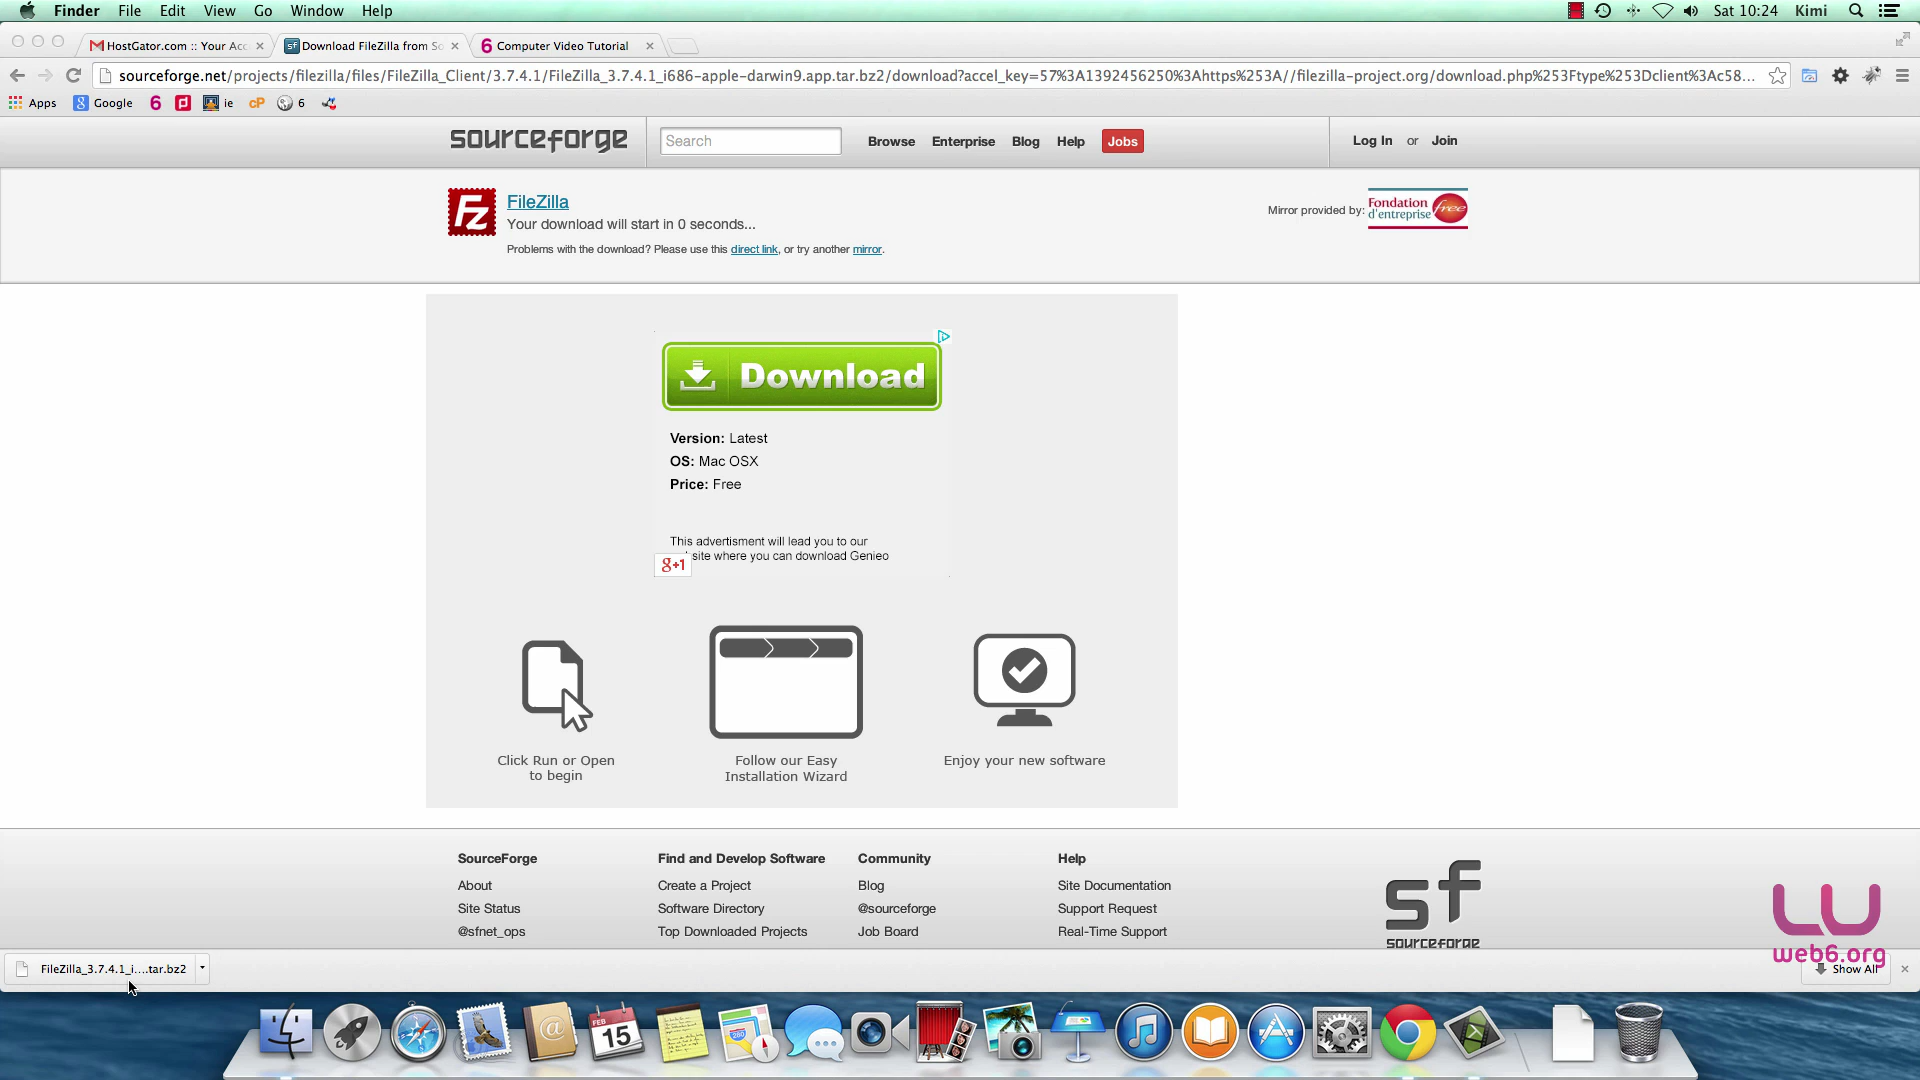 Finder File Edit View Go Window Help
Sat 10:24 Kimi
HostGator.com :: Your Acc
Download FileZilla from So
Computer Video Tutorial
sourceforge.net/projects/filezilla/files/FileZilla_Client/3.7.4.1/FileZilla_3.7.4.1_i686-apple-darwin9.app.tar.bz2/download?accel_key=57%3A1392456250%3Ahttps%253A//filezilla-project.org/download.php%253Ftype%253Dclient%3Ac58...
Apps Google ie cP 6
sourceforge
Search
Browse Enterprise Blog Help Jobs
Log In or Join
Fz
FileZilla
Your download will start in 0 seconds...
Problems with the download? Please use this direct link, or try another mirror.
Mirror provided by:
Fondation
d'entreprise free
Download
Version: Latest
OS: Mac OSX
Price: Free
This advertisment will lead you to our
site where you can download Genieo
g+1
Click Run or Open
to begin
Follow our Easy
Installation Wizard
Enjoy your new software
SourceForge
About
Site Status
@sfnet_ops
Find and Develop Software
Create a Project
Software Directory
Top Downloaded Projects
Community
Blog
@sourceforge
Job Board
Help
Site Documentation
Support Request
Real-Time Support
sf
sourceforge
web6.org
FileZilla_3.7.4.1_i....tar.bz2
Show All
FEB
15